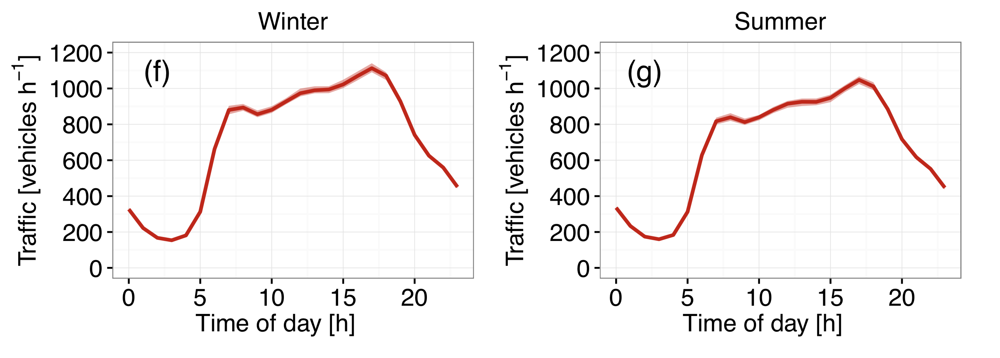 Winter
Traffic [vehicles h⁻¹]
1200
1000
800
600
400
200
0
(f)
0 5 10 15 20
Time of day [h]
Summer
Traffic [vehicles h⁻¹]
1200
1000
800
600
400
200
0
(g)
0 5 10 15 20
Time of day [h]